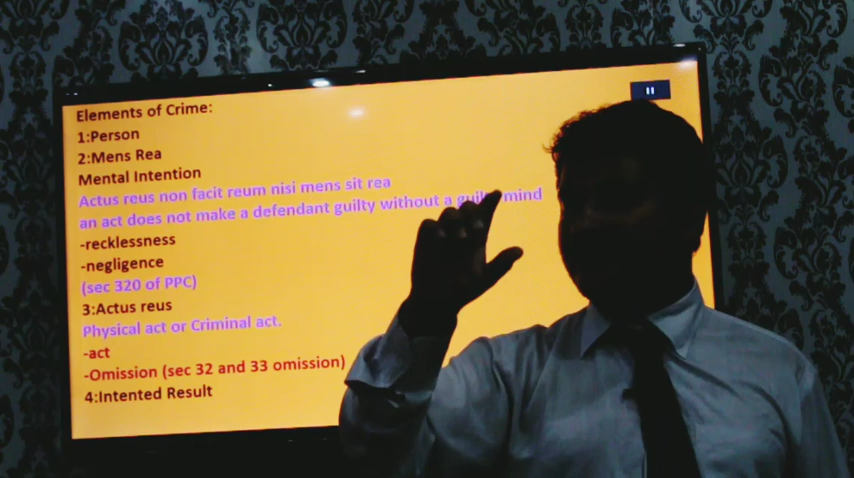 Elements of Crime:
1:Person
2:Mens Rea
Mental Intention
Actus reus non facit reum nisi mens sit rea
an act does not make a defendant guilty without a guilty mind
-recklessness
-negligence
(sec 320 of PPC)
3:Actus reus
Physical act or Criminal act.
-act
-Omission (sec 32 and 33 omission)
4:Intented Result